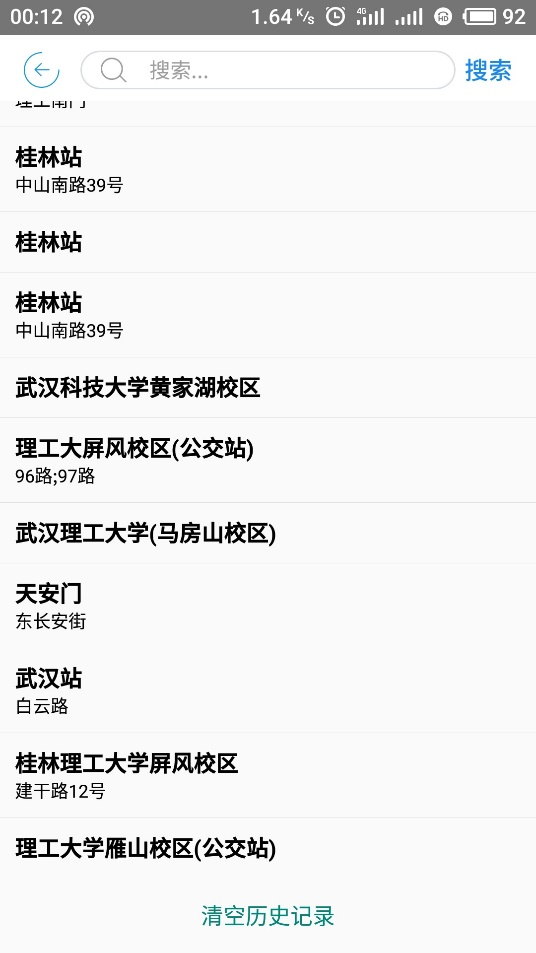 00:12 1.64 K/s 4G HD 92
搜索... 搜索
理工南门
桂林站
中山南路39号
桂林站
桂林站
中山南路39号
武汉科技大学黄家湖校区
理工大屏风校区(公交站)
96路;97路
武汉理工大学(马房山校区)
天安门
东长安街
武汉站
白云路
桂林理工大学屏风校区
建干路12号
理工大学雁山校区(公交站)
清空历史记录